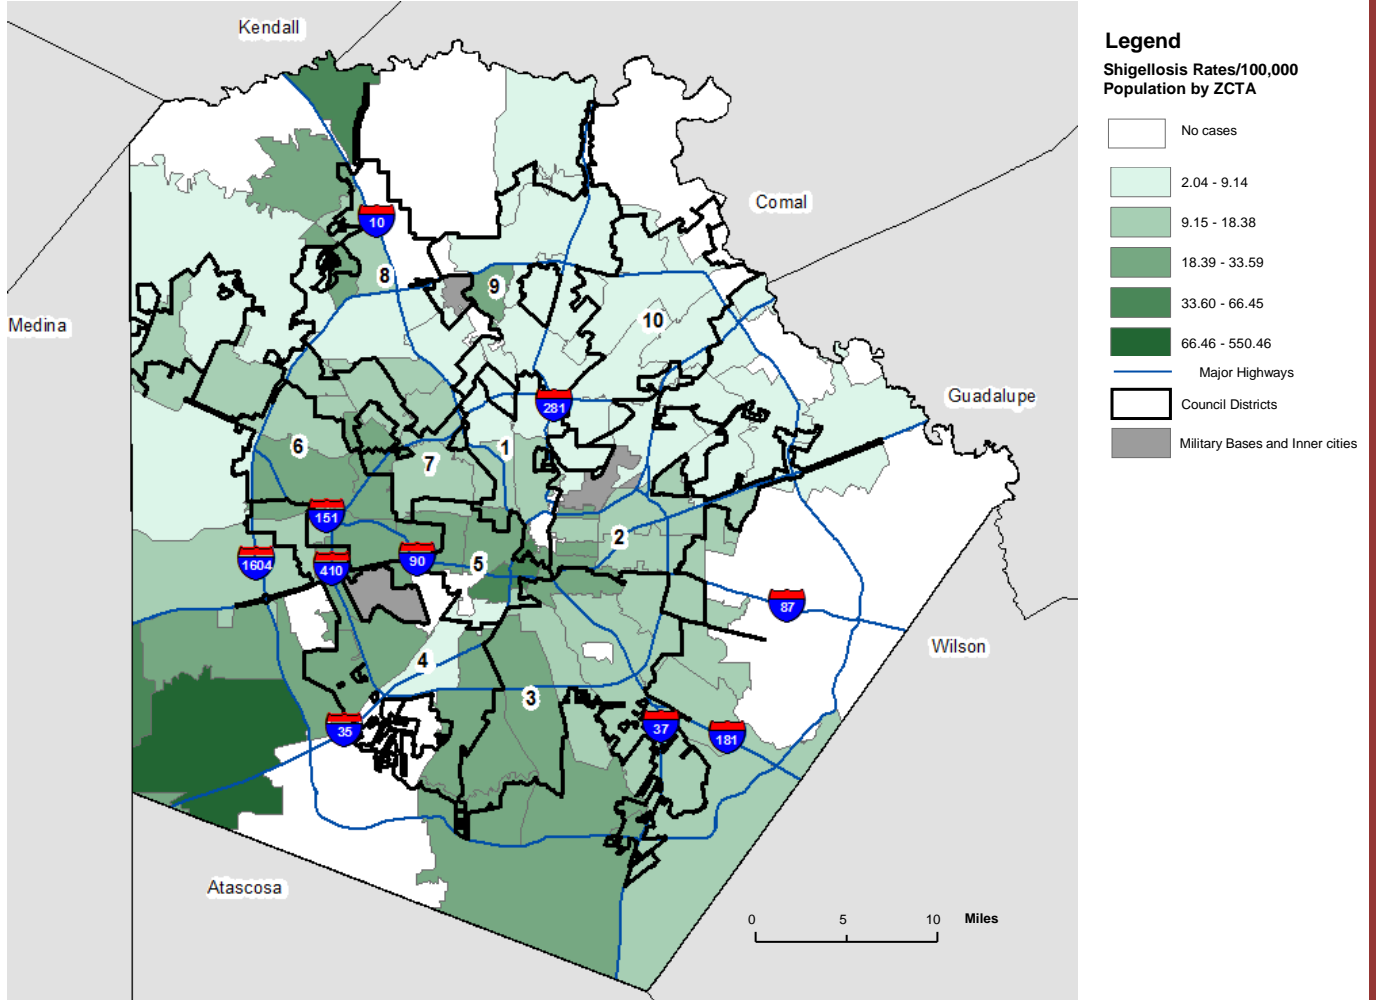 Kendall
Legend
Shigellosis Rates/100,000
Population by ZCTA
No cases
2.04 - 9.14
Comal
9.15 - 18.38
10
18.39 - 33.59
8
9
33.60 - 66.45
Medina
10
66.46 - 550.46
Major Highways
Guadalupe
281
Council Districts
6
1
Military Bases and Inner cities
7
151
2
1604
410
90
5
87
Wilson
4
3
35
37
181
Atascosa
0 5 10 Miles